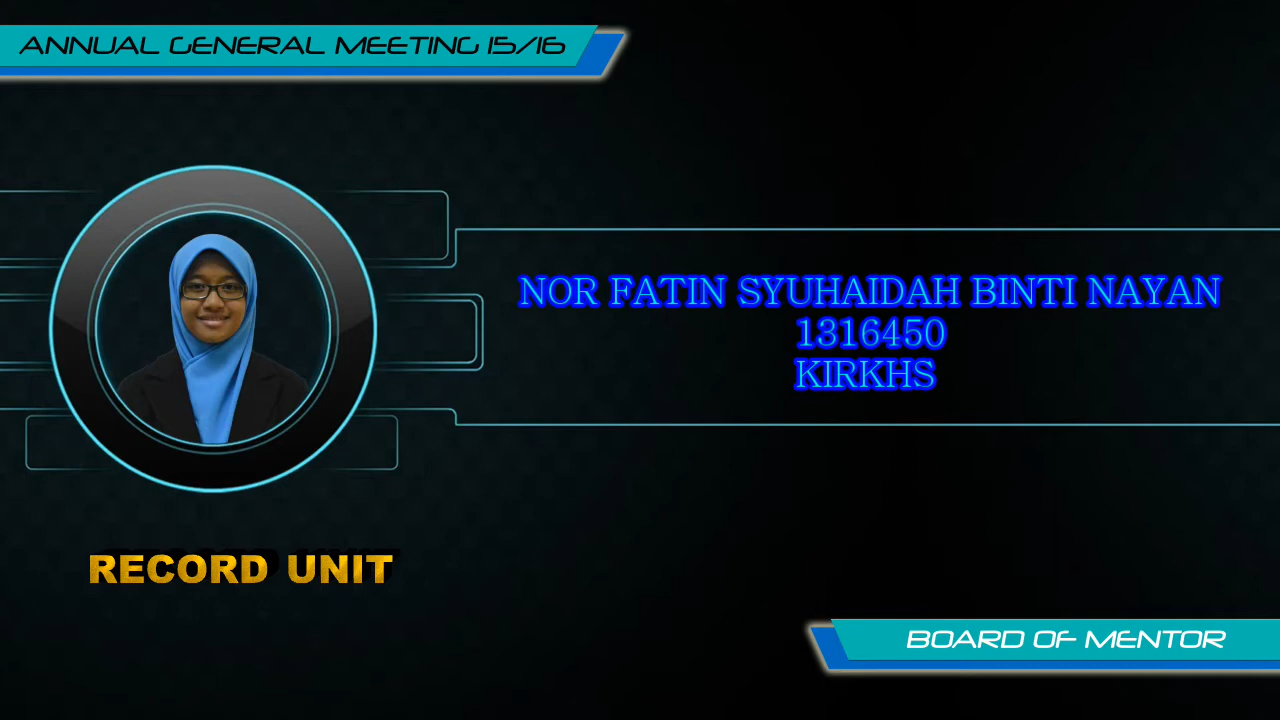 ANNUAL GENERAL MEETING 15/16
NOR FATIN SYUHAIDAH BINTI NAYAN
1316450
KIRKHS
RECORD UNIT
BOARD OF MENTOR